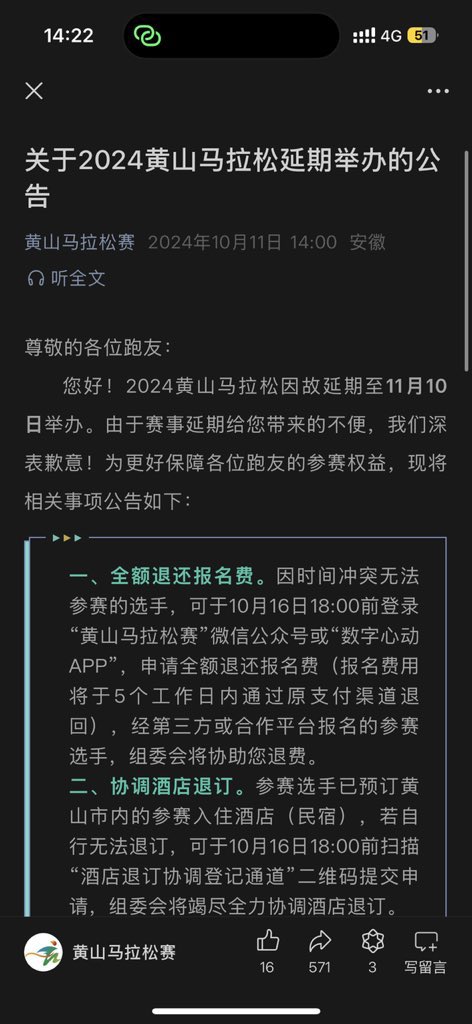 14:22
4G
51
关于2024黄山马拉松延期举办的公
告
黄山马拉松赛 2024年10月11日 14:00 安徽
听全文
尊敬的各位跑友：
您好！2024黄山马拉松因故延期至11月10
日举办。由于赛事延期给您带来的不便，我们深
表歉意！为更好保障各位跑友的参赛权益，现将
相关事项公告如下：
一、全额退还报名费。因时间冲突无法
参赛的选手，可于10月16日18:00前登录
“黄山马拉松赛”微信公众号或“数字心动
APP”，申请全额退还报名费（报名费用
将于5个工作日内通过原支付渠道退
回），经第三方或合作平台报名的参赛
选手，组委会将协助您退费。
二、协调酒店退订。参赛选手已预订黄
山市内的参赛入住酒店（民宿），若自
行无法退订，可于10月16日18:00前扫描
“酒店退订协调登记通道”二维码提交申
请，组委会将竭尽全力协调酒店退订。
黄山马拉松赛
16
571
3
写留言